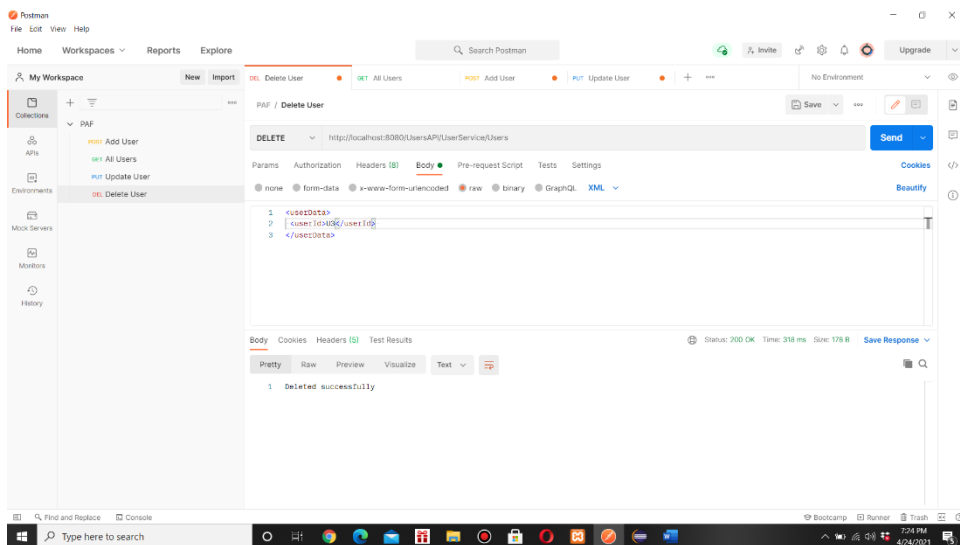 Postman
File Edit View Help
Home Workspaces Reports Explore Search Postman Invite Upgrade
My Workspace New Import DEL Delete User GET All Users POST Add User PUT Update User No Environment
Collections
APIs
Environments
Mock Servers
Monitors
History
PAF
POST Add User
GET All Users
PUT Update User
DEL Delete User
PAF / Delete User Save
DELETE http://localhost:8080/UsersAPI/UserService/Users Send
Params Authorization Headers (8) Body Pre-request Script Tests Settings Cookies
none form-data x-www-form-urlencoded raw binary GraphQL XML Beautify
1 <userData>
2 <userId>U3</userId>
3 </userData>
Body Cookies Headers (5) Test Results Status: 200 OK Time: 318 ms Size: 178 B Save Response
Pretty Raw Preview Visualize Text
1 Deleted successfully
Find and Replace Console Bootcamp Runner Trash
Type here to search 7:24 PM
4/24/2021